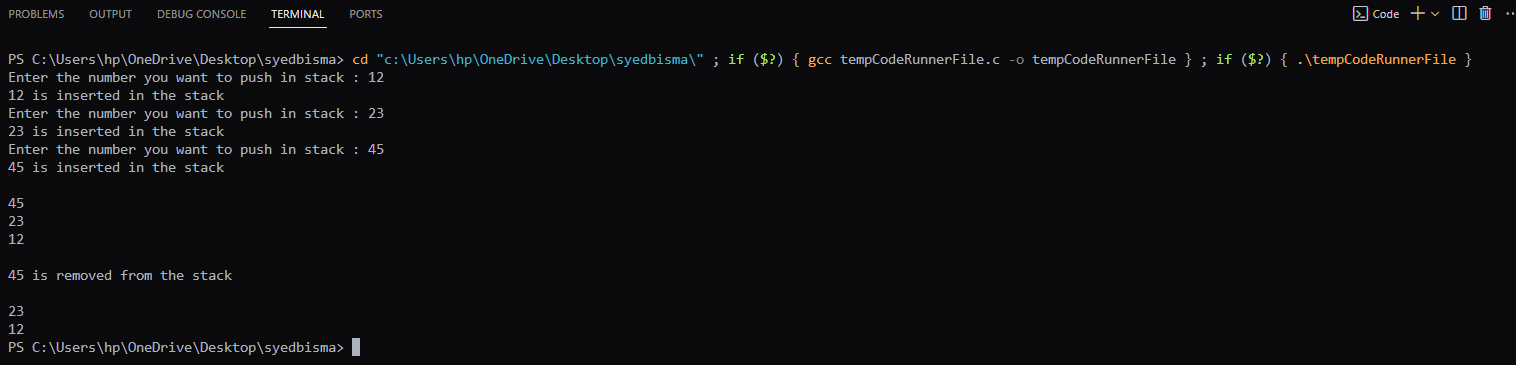 PROBLEMS OUTPUT DEBUG CONSOLE TERMINAL PORTS Code
PS C:\Users\hp\OneDrive\Desktop\syedbisma> cd "c:\Users\hp\OneDrive\Desktop\syedbisma\" ; if ($?) { gcc tempCodeRunnerFile.c -o tempCodeRunnerFile } ; if ($?) { .\tempCodeRunnerFile }
Enter the number you want to push in stack : 12
12 is inserted in the stack
Enter the number you want to push in stack : 23
23 is inserted in the stack
Enter the number you want to push in stack : 45
45 is inserted in the stack
45
23
12
45 is removed from the stack
23
12
PS C:\Users\hp\OneDrive\Desktop\syedbisma>